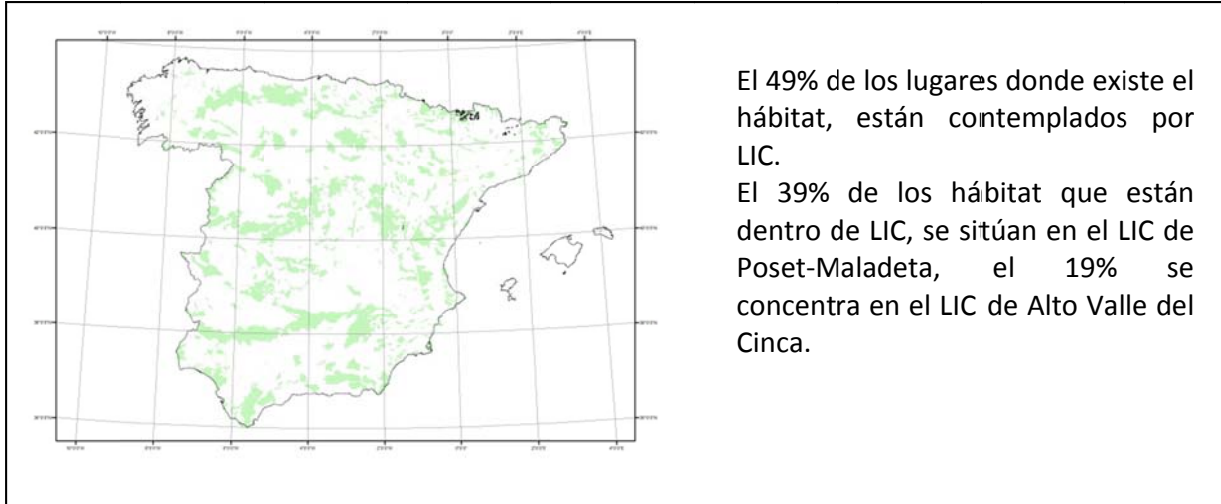 El 49% de los lugares donde existe el
hábitat, están contemplados por
LIC.
El 39% de los hábitat que están
dentro de LIC, se sitúan en el LIC de
Poset-Maladeta, el 19% se
concentra en el LIC de Alto Valle del
Cinca.